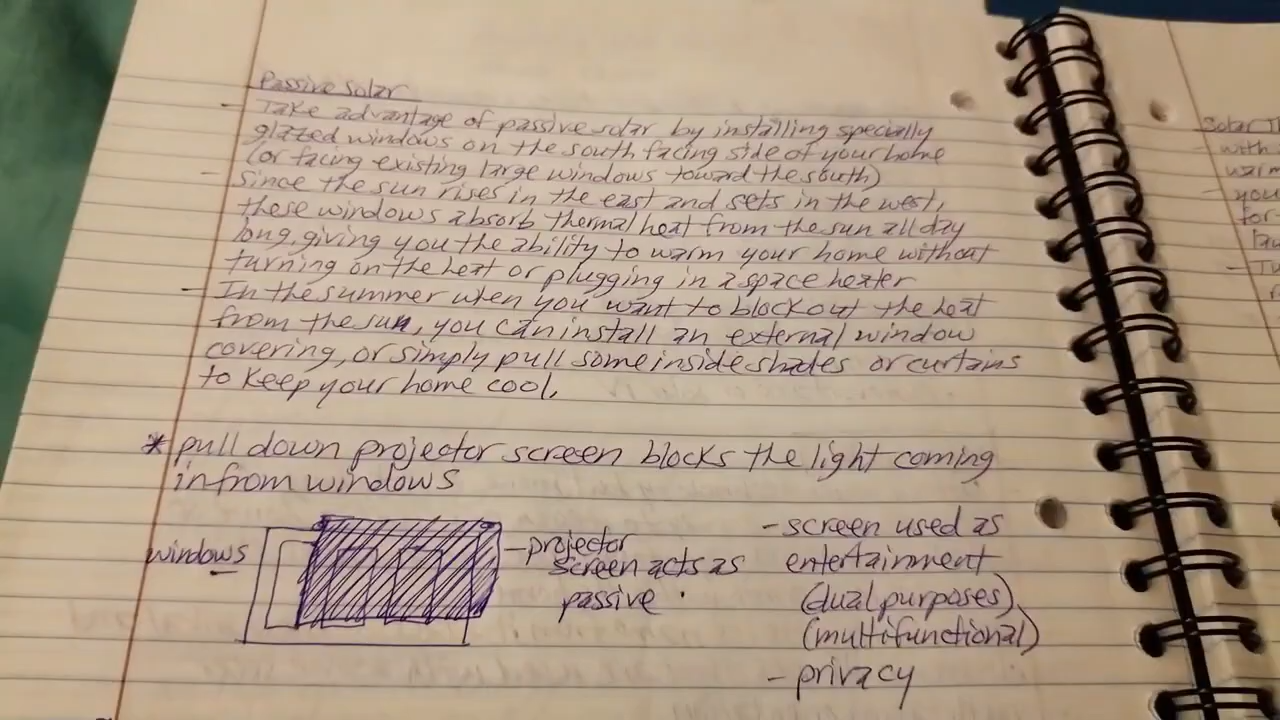 Passive Solar
- Take advantage of passive solar by installing specially
glazed windows on the south facing side of your home
(or facing existing large windows toward the south)
- Since the sun rises in the east and sets in the west,
these windows absorb thermal heat from the sun all day
long, giving you the ability to warm your home without
turning on the heat or plugging in a space heater
- In the summer when you want to block out the heat
from the sun, you can install an external window
covering, or simply pull some inside shades or curtains
to keep your home cool.
* pull down projector screen blocks the light coming
in from windows
windows
- projector
screen acts as
passive
- screen used as
entertainment
(dual purposes)
(multifunctional)
- privacy
Solar
- with
you
for